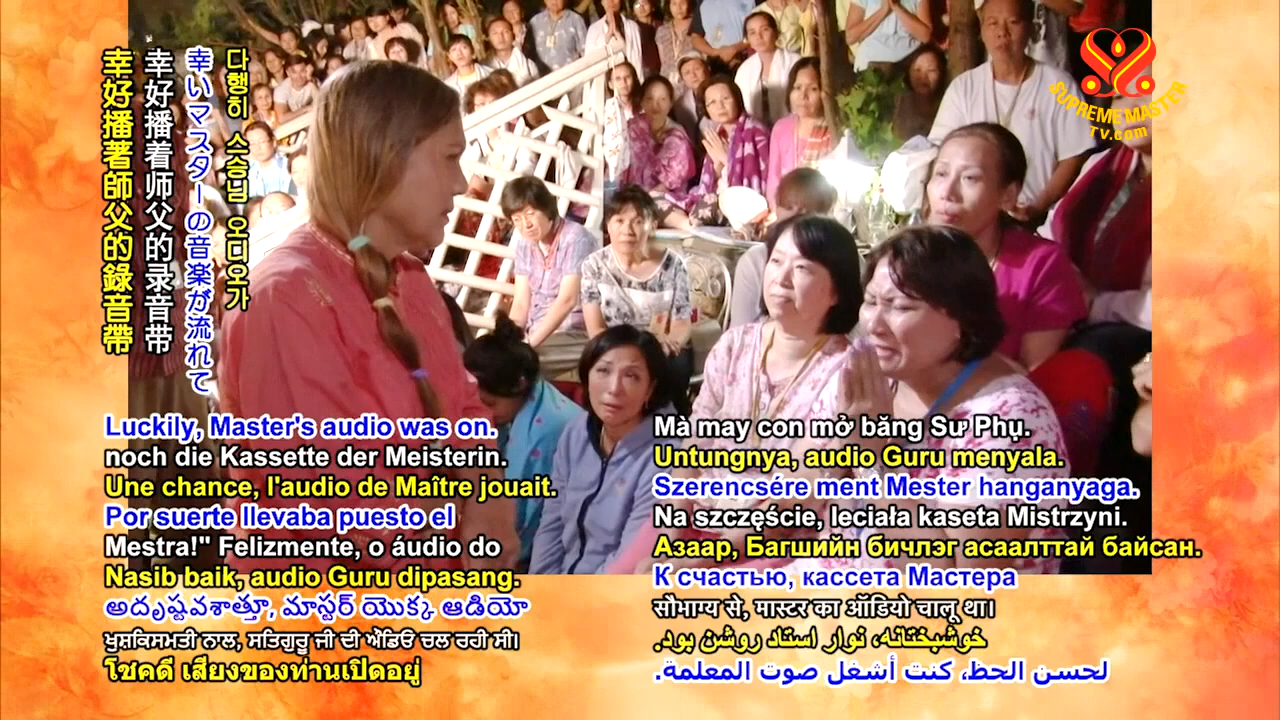 다행히 스승님 오디오가
幸いマスターの音楽が流れて
幸好播着师父的录音带
幸好播著師父的錄音帶
SUPREME MASTER
TV.com
Luckily, Master's audio was on.
noch die Kassette der Meisterin.
Une chance, l'audio de Maître jouait.
Por suerte llevaba puesto el
Mestra!" Felizmente, o áudio do
Nasib baik, audio Guru dipasang.
అదృష్టవశాత్తూ, మాస్టర్ యొక్క ఆడియో
ਖੁਸ਼ਕਿਸਮਤੀ ਨਾਲ, ਸਤਿਗੁਰੂ ਜੀ ਦੀ ਔਡਿਓ ਚਲ ਰਹੀ ਸੀ।
โชคดี เสียงของท่านเปิดอยู่
Mà may con mở băng Sư Phụ.
Untungnya, audio Guru menyala.
Szerencsére ment Mester hanganyaga.
Na szczęście, leciała kaseta Mistrzyni.
Азаар, Багшийн бичлэг асаалттай байсан.
К счастью, кассета Мастера
सौभाग्य से, मास्टर का ऑडियो चालू था।
خوشبختانه، نوار استاد روشن بود.
لحسن الحظ، كنت أشغل صوت المعلمة.